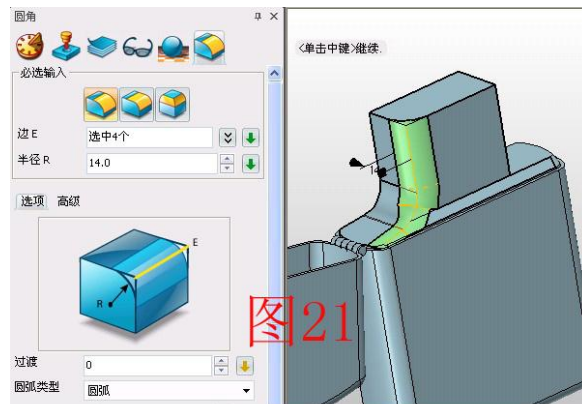 圆角
<单击中键>继续.
必选输入
边 E
选中4个
半径 R
14.0
14
选项 高级
E
R
图21
过渡
0
圆弧类型
圆弧